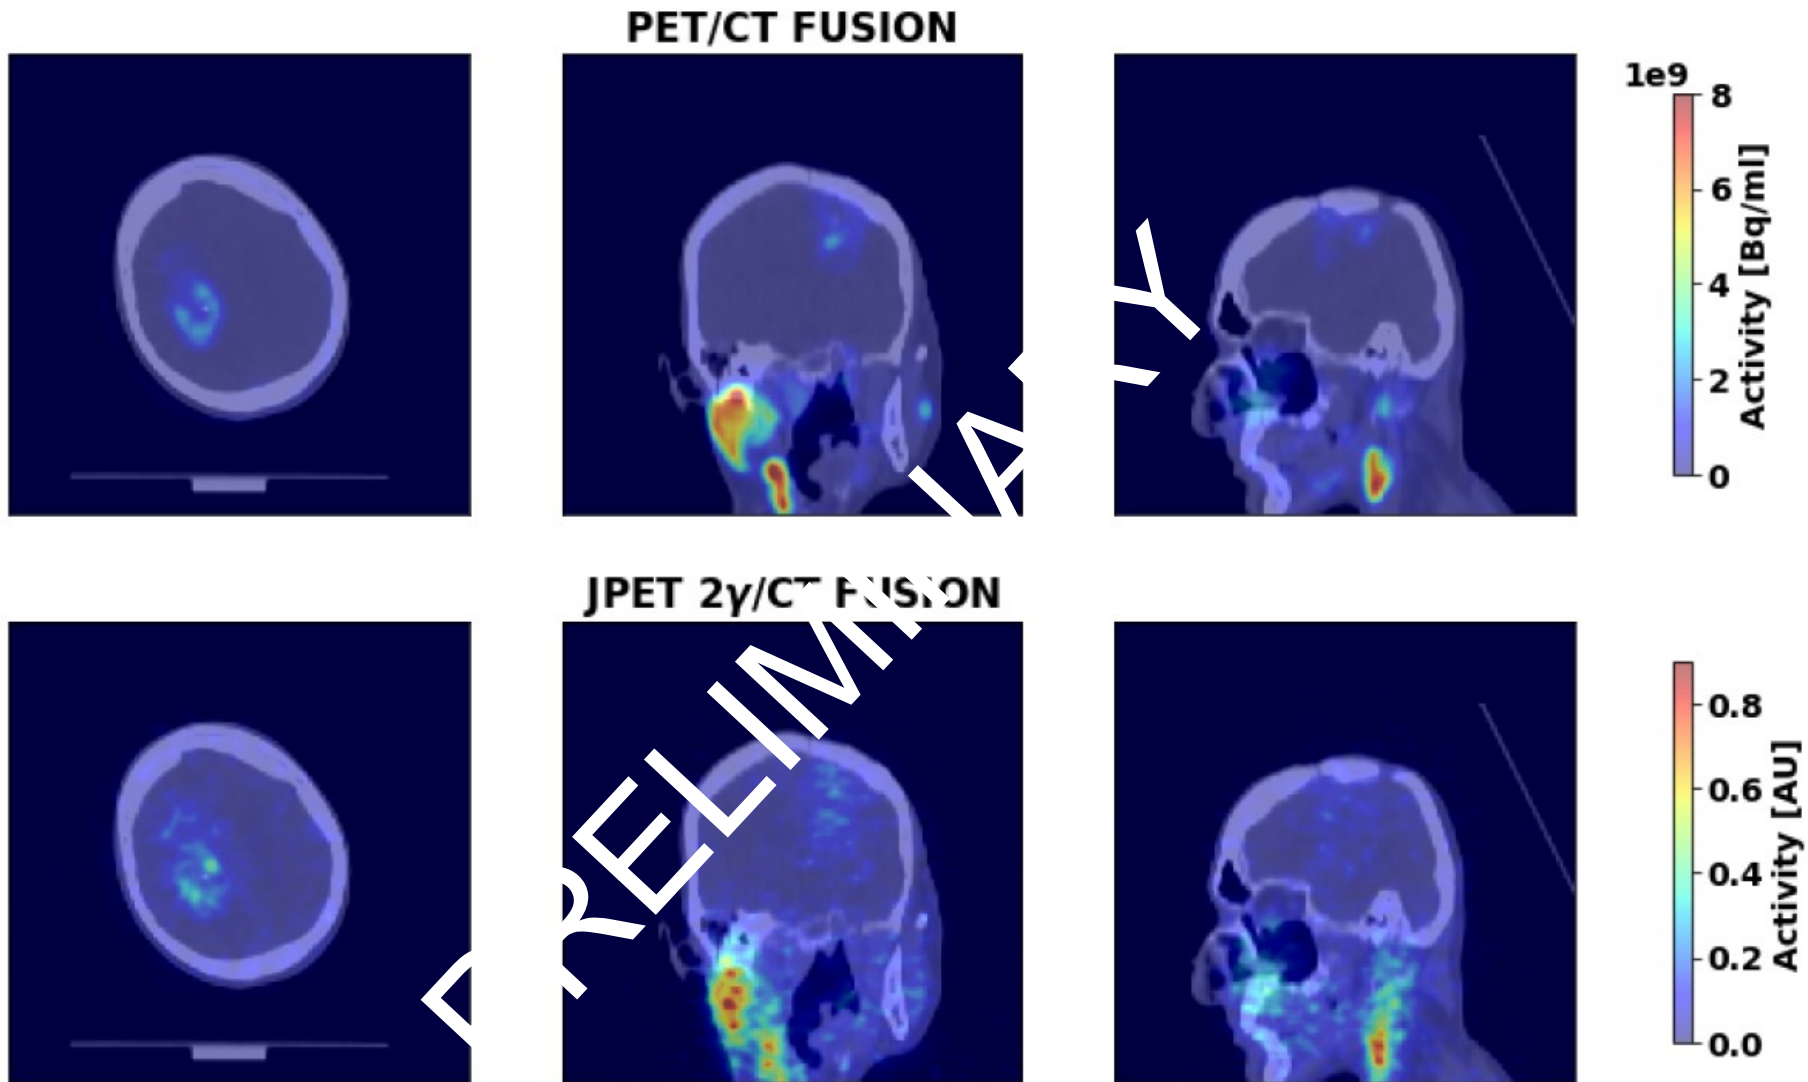 PET/CT FUSION
1e9
8
6
4
2
0
Activity [Bq/ml]
JPET 2γ/CT FUSION
0.8
0.6
0.4
0.2
0.0
Activity [AU]
PRELIMINARY